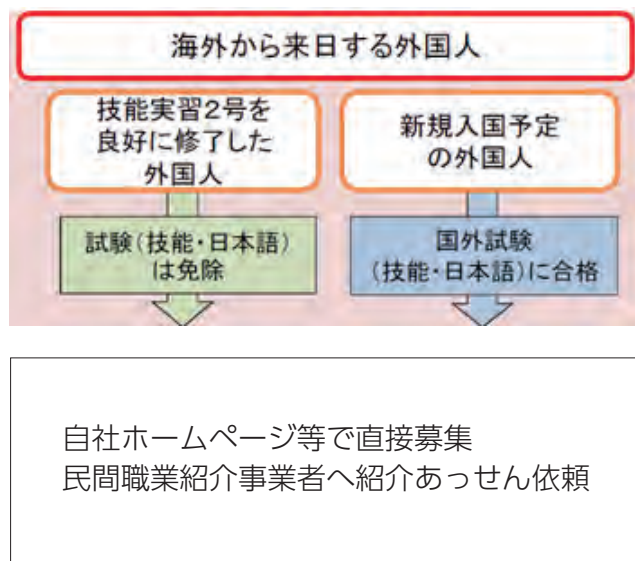 海外から来日する外国人
技能実習2号を
良好に修了した
外国人
新規入国予定
の外国人
試験(技能・日本語)
は免除
国外試験
(技能・日本語)に合格
自社ホームページ等で直接募集
民間職業紹介事業者へ紹介あっせん依頼